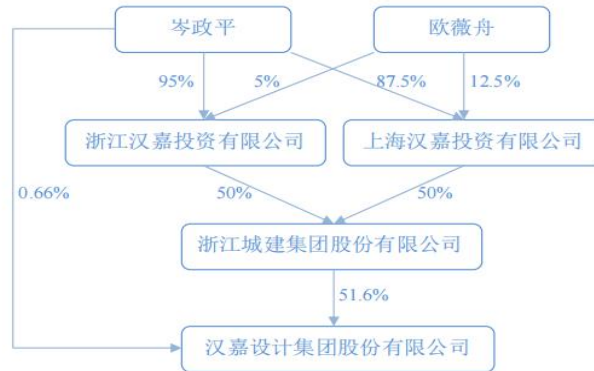 岑政平
欧薇舟
95%
5%
87.5%
12.5%
浙江汉嘉投资有限公司
上海汉嘉投资有限公司
0.66%
50%
50%
浙江城建集团股份有限公司
51.6%
汉嘉设计集团股份有限公司